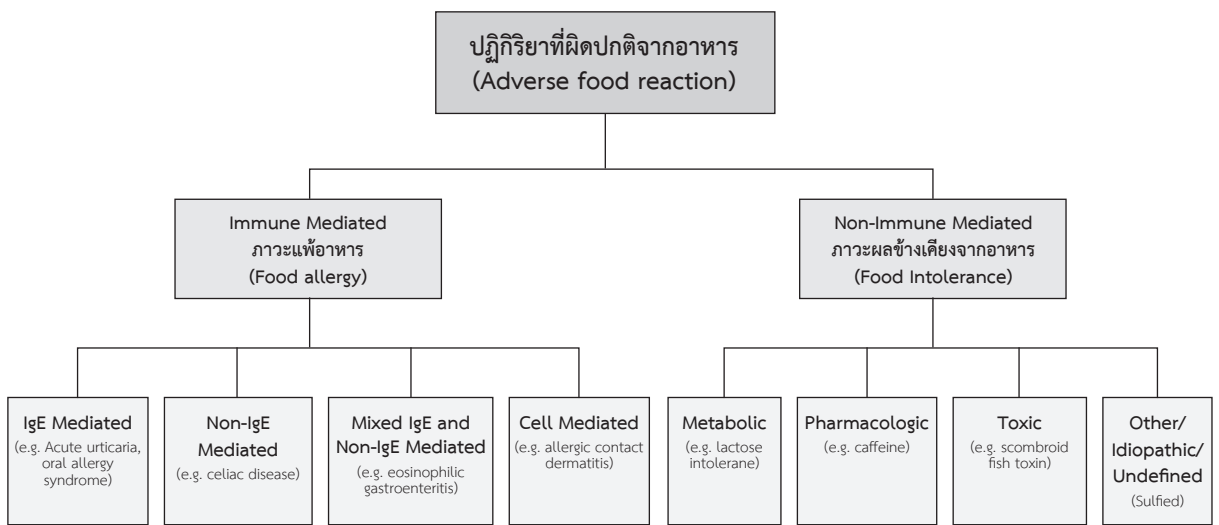 ปฏิกิริยาที่ผิดปกติจากอาหาร
(Adverse food reaction)
Immune Mediated
ภาวะแพ้อาหาร
(Food allergy)
Non-Immune Mediated
ภาวะผลข้างเคียงจากอาหาร
(Food Intolerance)
IgE Mediated
(e.g. Acute urticaria,
oral allergy
syndrome)
Non-IgE
Mediated
(e.g. celiac disease)
Mixed IgE and
Non-IgE Mediated
(e.g. eosinophilic
gastroenteritis)
Cell Mediated
(e.g. allergic contact
dermatitis)
Metabolic
(e.g. lactose
intolerane)
Pharmacologic
(e.g. caffeine)
Toxic
(e.g. scombroid
fish toxin)
Other/
Idiopathic/
Undefined
(Sulfied)